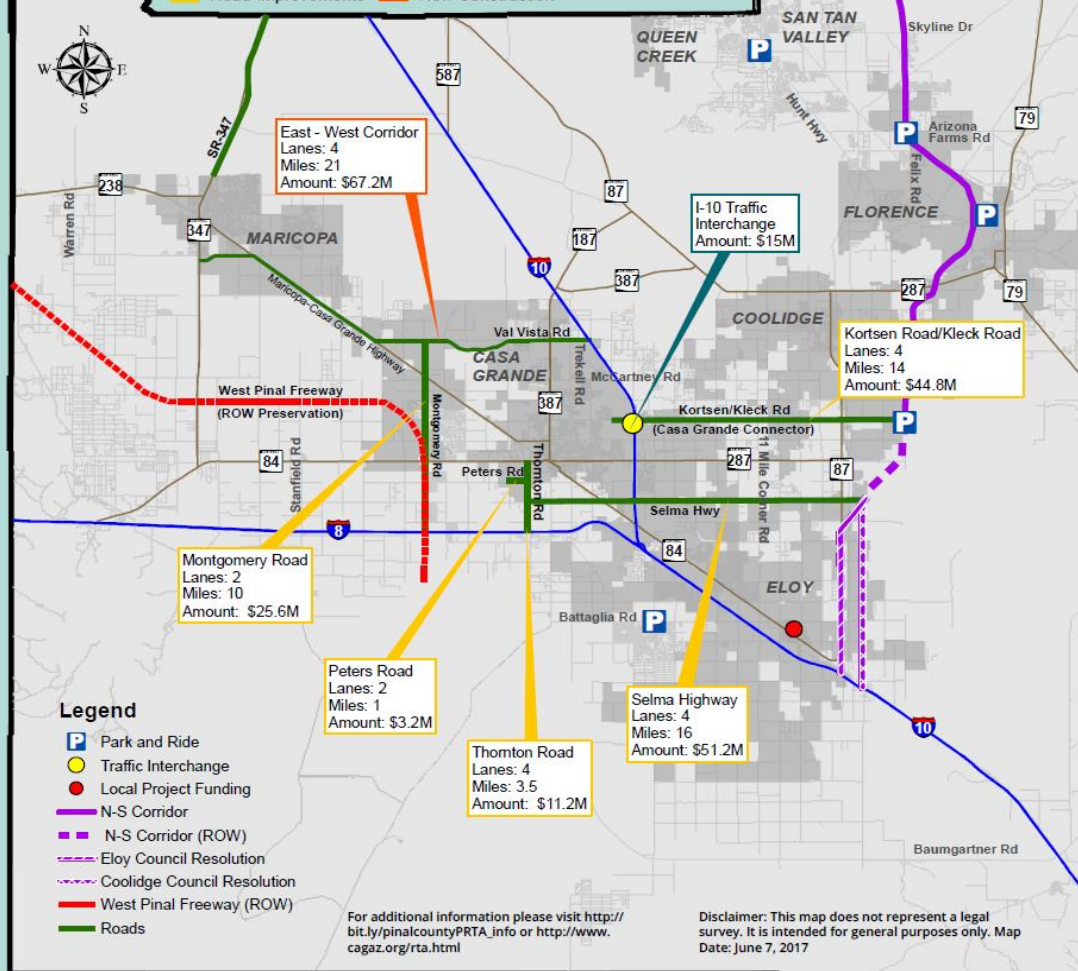 Road Improvements New Construction
N
W E
S
SAN TAN
VALLEY
QUEEN
CREEK
P
Skyline Dr
587
Hunt Hwy
79
P
Arizona
Farms Rd
SR-347
East - West Corridor
Lanes: 4
Miles: 21
Amount: $67.2M
238
87
Felix Rd
Warren Rd
I-10 Traffic
Interchange
Amount: $15M
FLORENCE
P
347
MARICOPA
187
10
387
287
79
Maricopa-Casa Grande Highway
COOLIDGE
Val Vista Rd
Kortsen Road/Kleck Road
Lanes: 4
Miles: 14
Amount: $44.8M
CASA
GRANDE
Trekell Rd
McCartney Rd
West Pinal Freeway
(ROW Preservation)
Montgomery Rd
387
Kortsen/Kleck Rd
(Casa Grande Connector)
P
Stanfield Rd
84
Peters Rd
Thornton Rd
287
11 Mile Corner Rd
87
Selma Hwy
8
84
Montgomery Road
Lanes: 2
Miles: 10
Amount: $25.6M
ELOY
Battaglia Rd
P
Peters Road
Lanes: 2
Miles: 1
Amount: $3.2M
Selma Highway
Lanes: 4
Miles: 16
Amount: $51.2M
10
Thornton Road
Lanes: 4
Miles: 3.5
Amount: $11.2M
Legend
P Park and Ride
Traffic Interchange
Local Project Funding
N-S Corridor
N-S Corridor (ROW)
Eloy Council Resolution
Coolidge Council Resolution
West Pinal Freeway (ROW)
Roads
Baumgartner Rd
For additional information please visit http://
bit.ly/pinalcountyPRTA_info or http://www.
cagaz.org/rta.html
Disclaimer: This map does not represent a legal
survey. It is intended for general purposes only. Map
Date: June 7, 2017